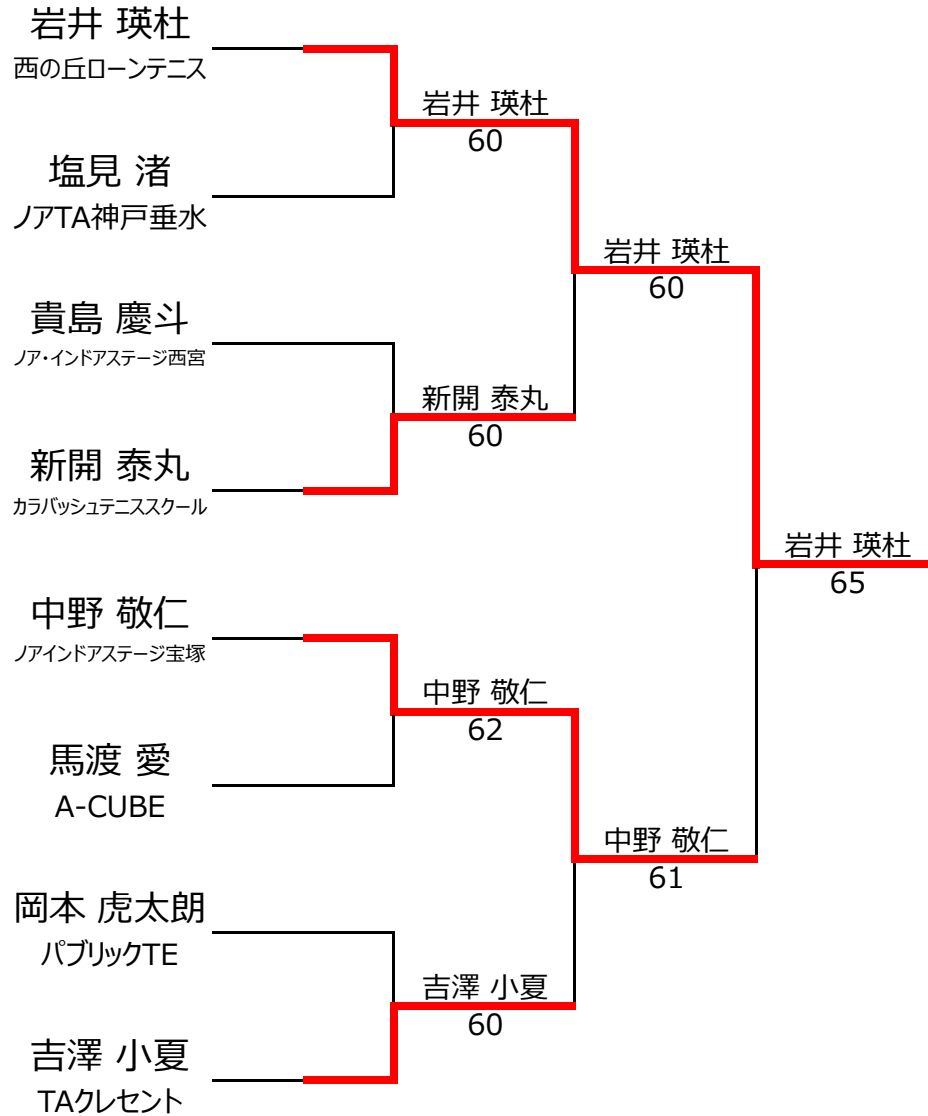 岩井 瑛杜
西の丘ローンテニス
塩見 渚
ノアTA神戸垂水
貴島 慶斗
ノア・インドアステージ西宮
新開 泰丸
カラバッシュテニススクール
中野 敬仁
ノアインドアステージ宝塚
馬渡 愛
A-CUBE
岡本 虎太朗
パブリックTE
吉澤 小夏
TAクレセント
岩井 瑛杜
60
新開 泰丸
60
中野 敬仁
62
吉澤 小夏
60
岩井 瑛杜
60
中野 敬仁
61
岩井 瑛杜
65